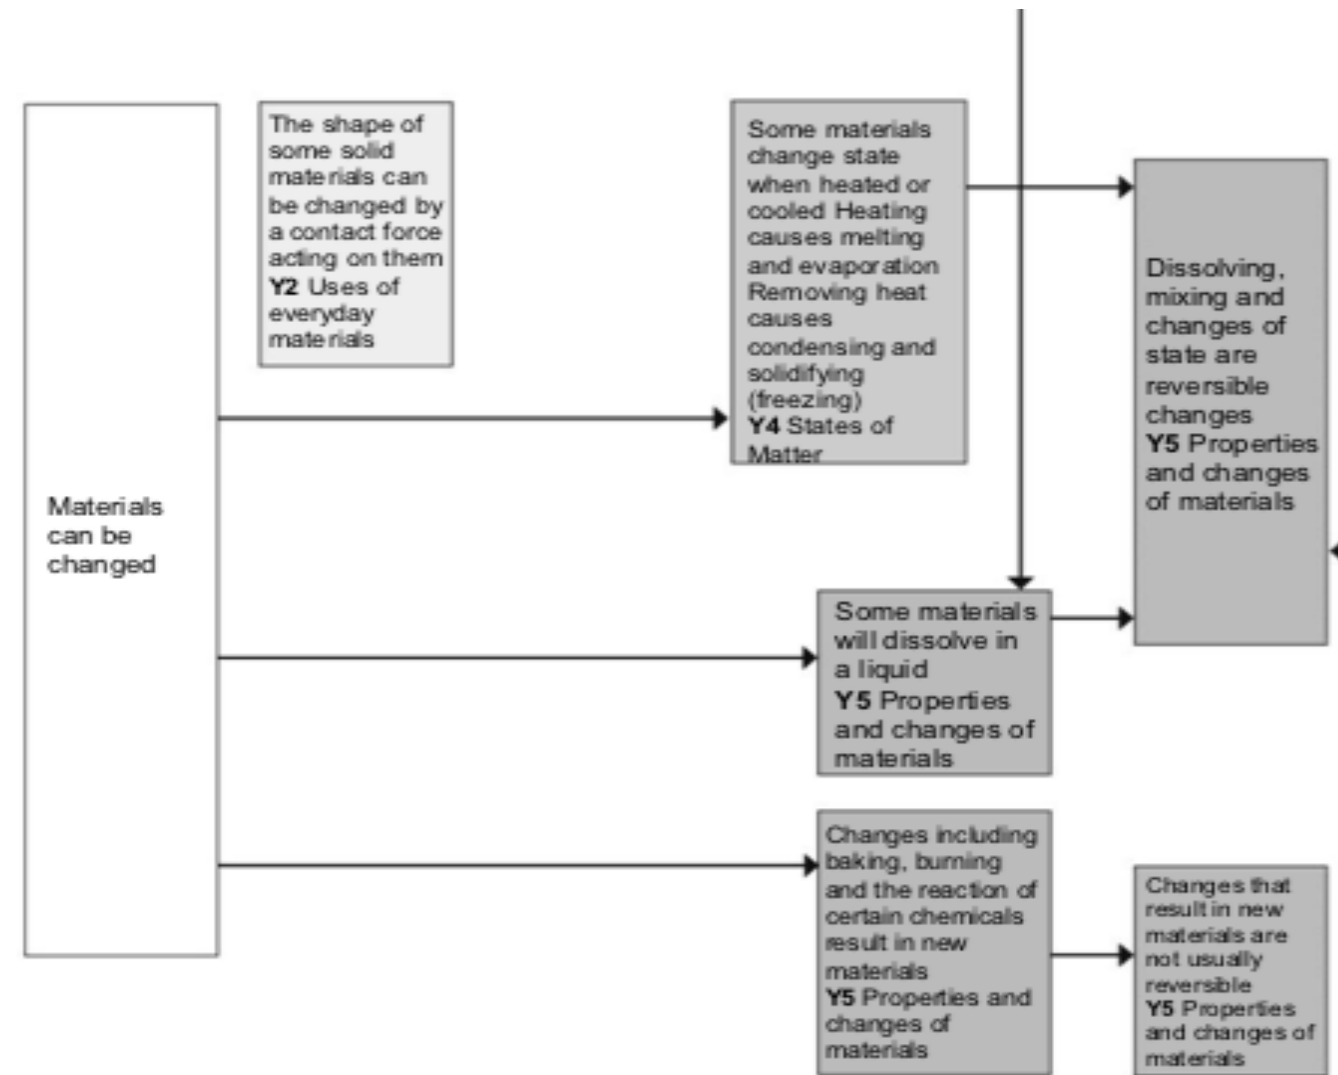 Materials
can be
changed
The shape of
some solid
materials can
be changed by
a contact force
acting on them
Y2 Uses of
everyday
materials
Some materials
change state
when heated or
cooled Heating
causes melting
and evaporation
Removing heat
causes
condensing and
solidifying
(freezing)
Y4 States of
Matter
Dissolving,
mixing and
changes of
state are
reversible
changes
Y5 Properties
and changes
of materials
Some materials
will dissolve in
a liquid
Y5 Properties
and changes of
materials
Changes including
baking, burning
and the reaction of
certain chemicals
result in new
materials
Y5 Properties and
changes of
materials
Changes that
result in new
materials are
not usually
reversible
Y5 Properties
and changes of
materials